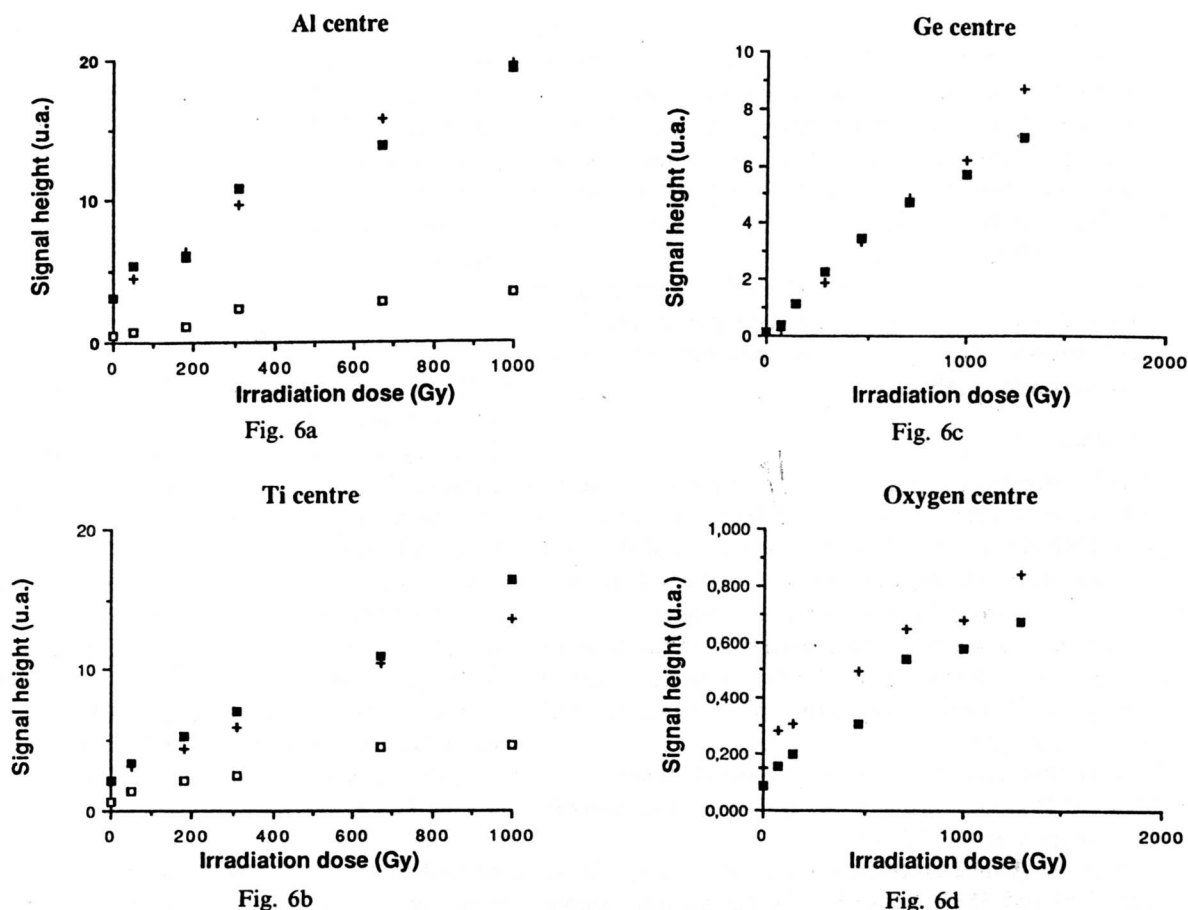 Al centre
Signal height (u.a.)
20
10
0
0 200 400 600 800 1000
Irradiation dose (Gy)
Fig. 6a
Ge centre
Signal height (u.a.)
10
8
6
4
2
0
0 1000 2000
Irradiation dose (Gy)
Fig. 6c
Ti centre
Signal height (u.a.)
20
10
0
0 200 400 600 800 1000
Irradiation dose (Gy)
Fig. 6b
Oxygen centre
Signal height (u.a.)
1,000
0,800
0,600
0,400
0,200
0,000
0 1000 2000
Irradiation dose (Gy)
Fig. 6d